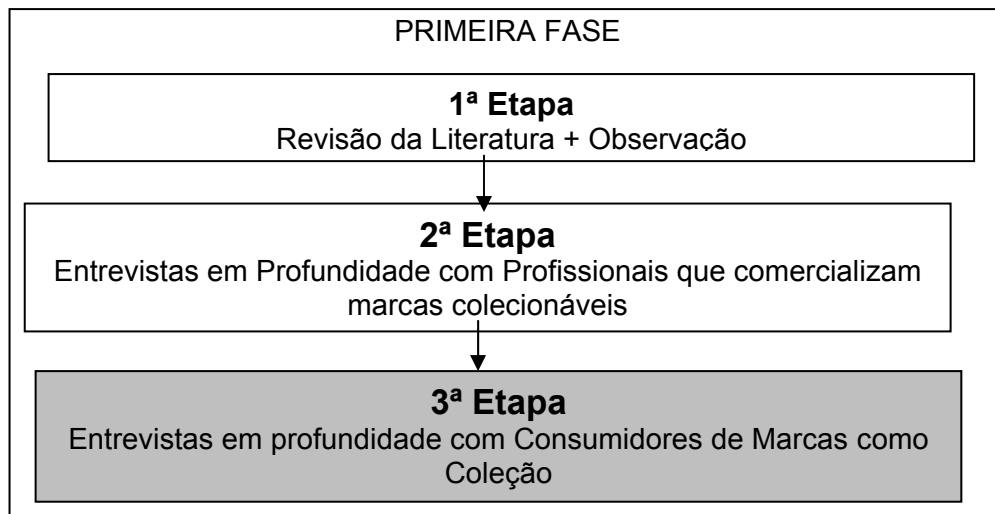 PRIMEIRA FASE
1ª Etapa
Revisão da Literatura + Observação
2ª Etapa
Entrevistas em Profundidade com Profissionais que comercializam
marcas colecionáveis
3ª Etapa
Entrevistas em profundidade com Consumidores de Marcas como
Coleção